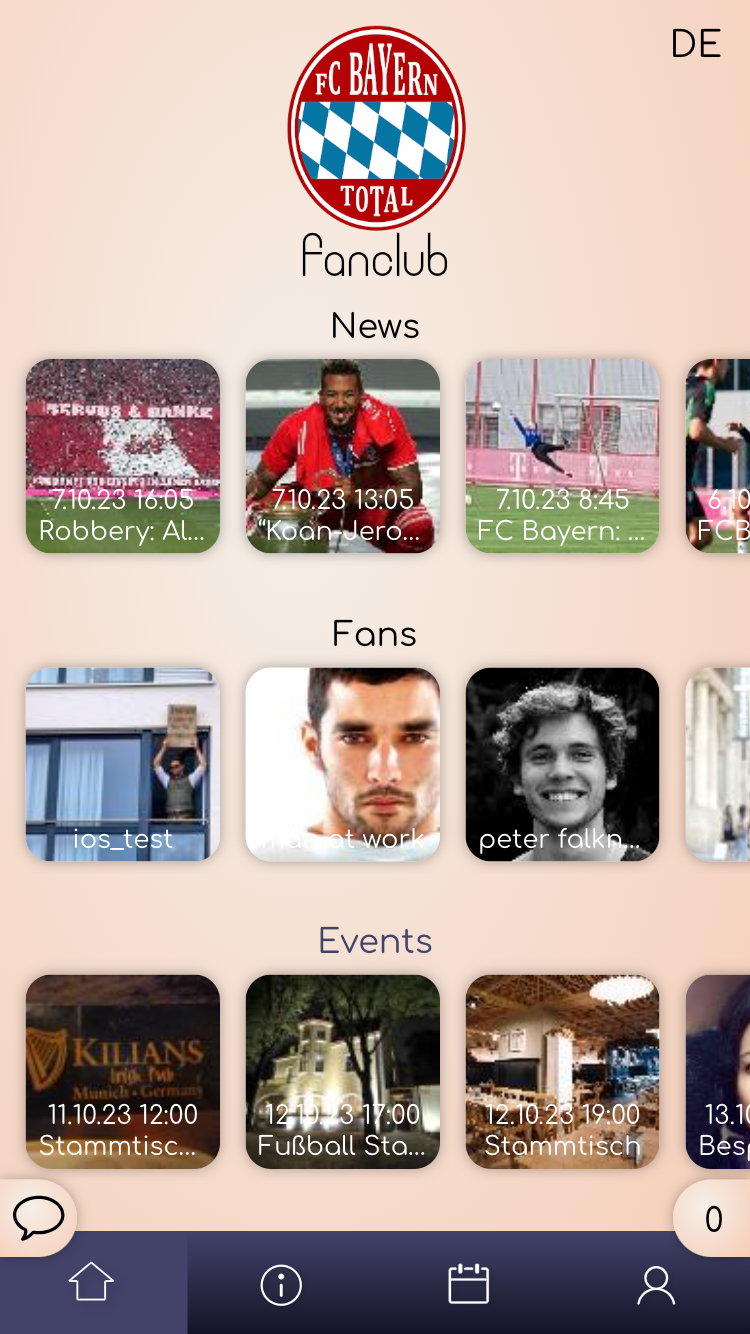 DE
FC BAYERN
TOTAL
fanclub
News
SERVUS & DANKE
7.10.23 16:05
Robbery: Al...
7.10.23 13:05
“Koan-Jero...
7.10.23 8:45
FC Bayern: ...
6.10
FCB
Fans
ios_test
man at work
peter falkn...
Events
KILIANS
Irish Pub
Munich • Germany
11.10.23 12:00
Stammtisc...
12.10.23 17:00
Fußball Sta...
12.10.23 19:00
Stammtisch
13.10
Besp
0